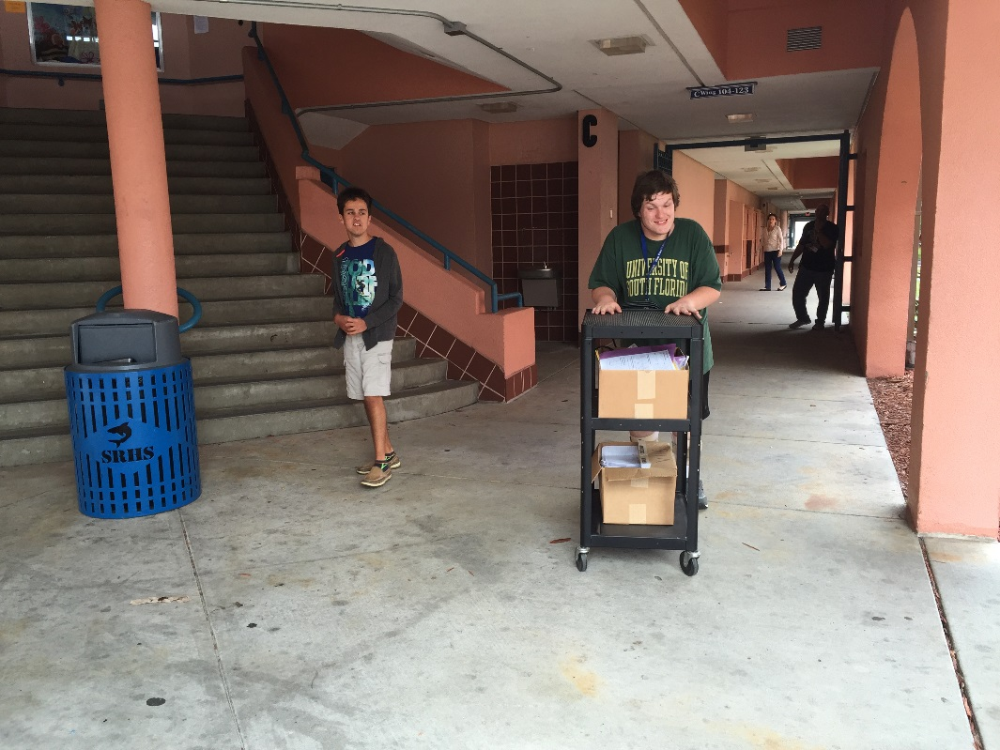 C Wing 104-123
C
UNIVERSITY OF
SOUTH FLORIDA
SRHS